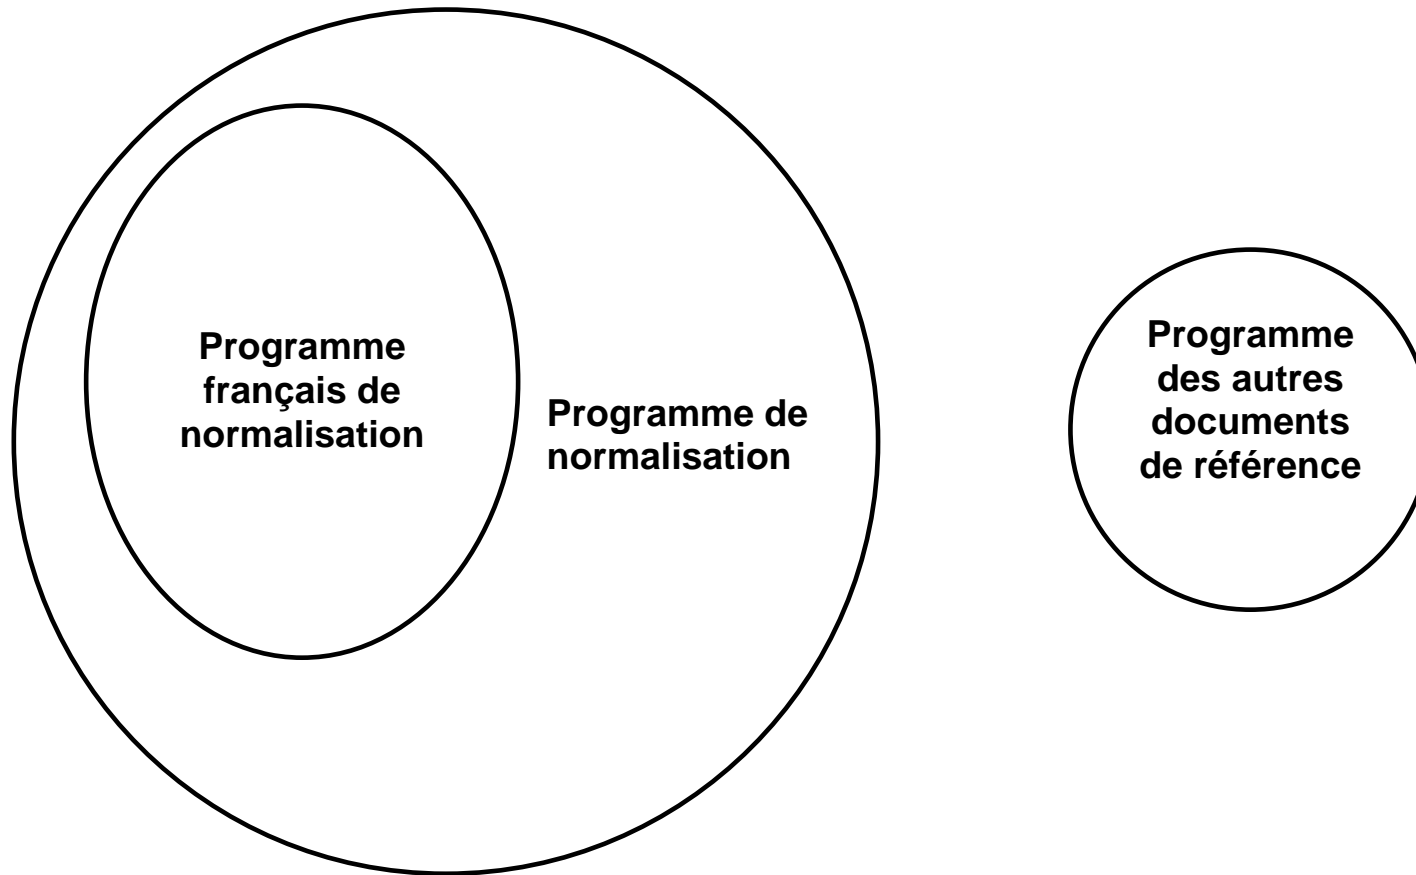 Programme
français de
normalisation
Programme de
normalisation
Programme
des autres
documents
de référence